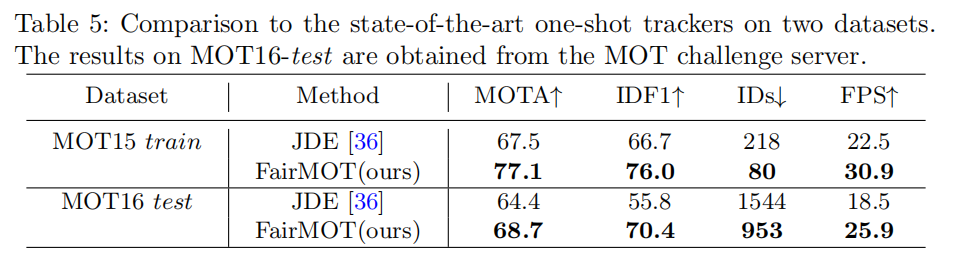 Table 5: Comparison to the state-of-the-art one-shot trackers on two datasets.
The results on MOT16-test are obtained from the MOT challenge server.
Dataset Method MOTA↑ IDF1↑ IDs↓ FPS↑
MOT15 train JDE [36] 67.5 66.7 218 22.5
FairMOT(ours) 77.1 76.0 80 30.9
MOT16 test JDE [36] 64.4 55.8 1544 18.5
FairMOT(ours) 68.7 70.4 953 25.9